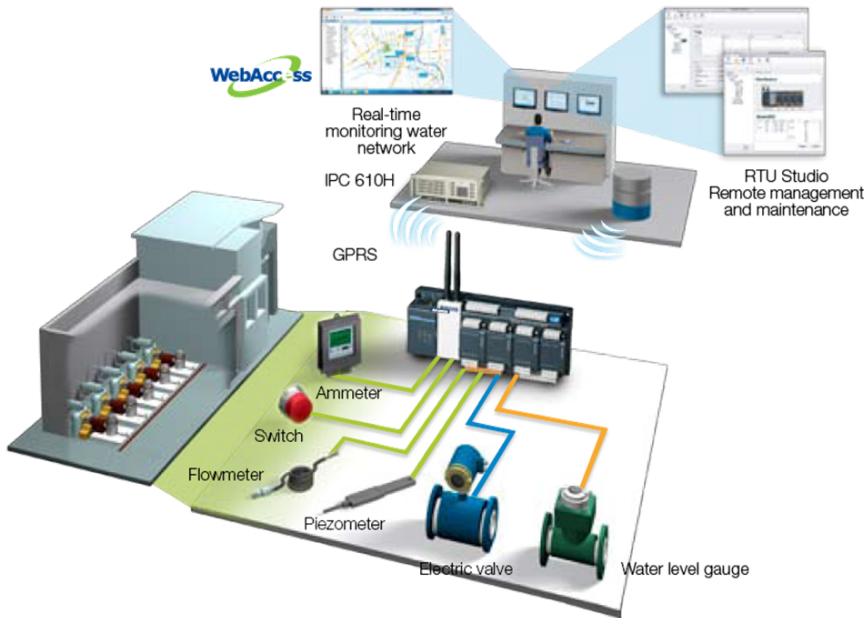 WebAccess
Real-time
monitoring water
network
RTU Studio
Remote management
and maintenance
IPC 610H
GPRS
Ammeter
Switch
Flowmeter
Piezometer
Electric valve
Water level gauge